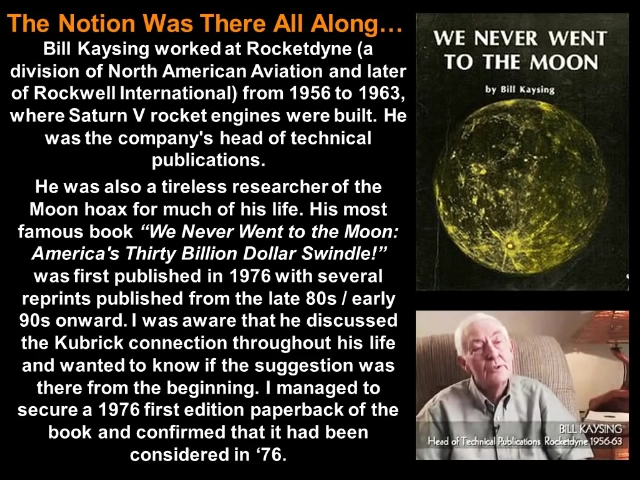 The Notion Was There All Along…
Bill Kaysing worked at Rocketdyne (a
division of North American Aviation and later
of Rockwell International) from 1956 to 1963,
where Saturn V rocket engines were built. He
was the company's head of technical
publications.
He was also a tireless researcher of the
Moon hoax for much of his life. His most
famous book “We Never Went to the Moon:
America's Thirty Billion Dollar Swindle!”
was first published in 1976 with several
reprints published from the late 80s / early
90s onward. I was aware that he discussed
the Kubrick connection throughout his life
and wanted to know if the suggestion was
there from the beginning. I managed to
secure a 1976 first edition paperback of the
book and confirmed that it had been
considered in ‘76.
WE NEVER WENT
TO THE MOON
by Bill Kaysing
BILL KAYSING
Head of Technical Publications Rocketdyne 1956-63